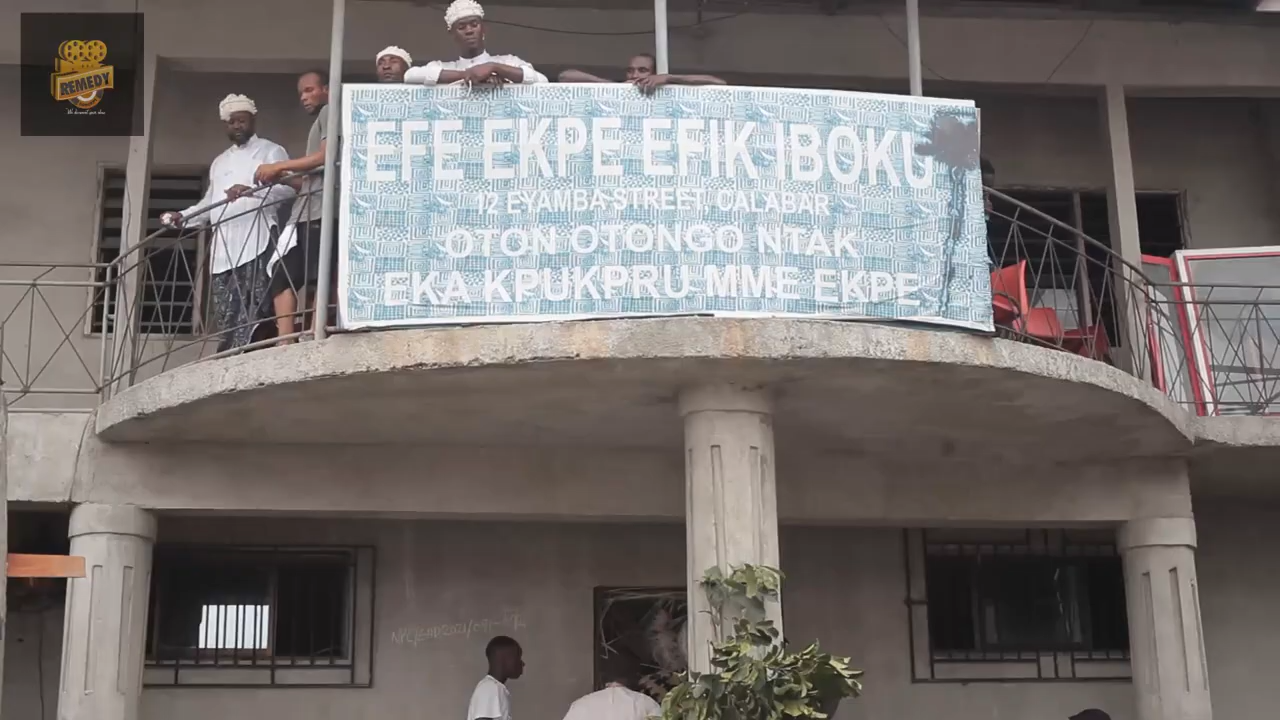 REMEDY
EFE EKPE EFIK IBOKU
12 EYAMBA STREET, CALABAR
OTON OTONGO NTAK
EKA KPUKPRU MME EKPE